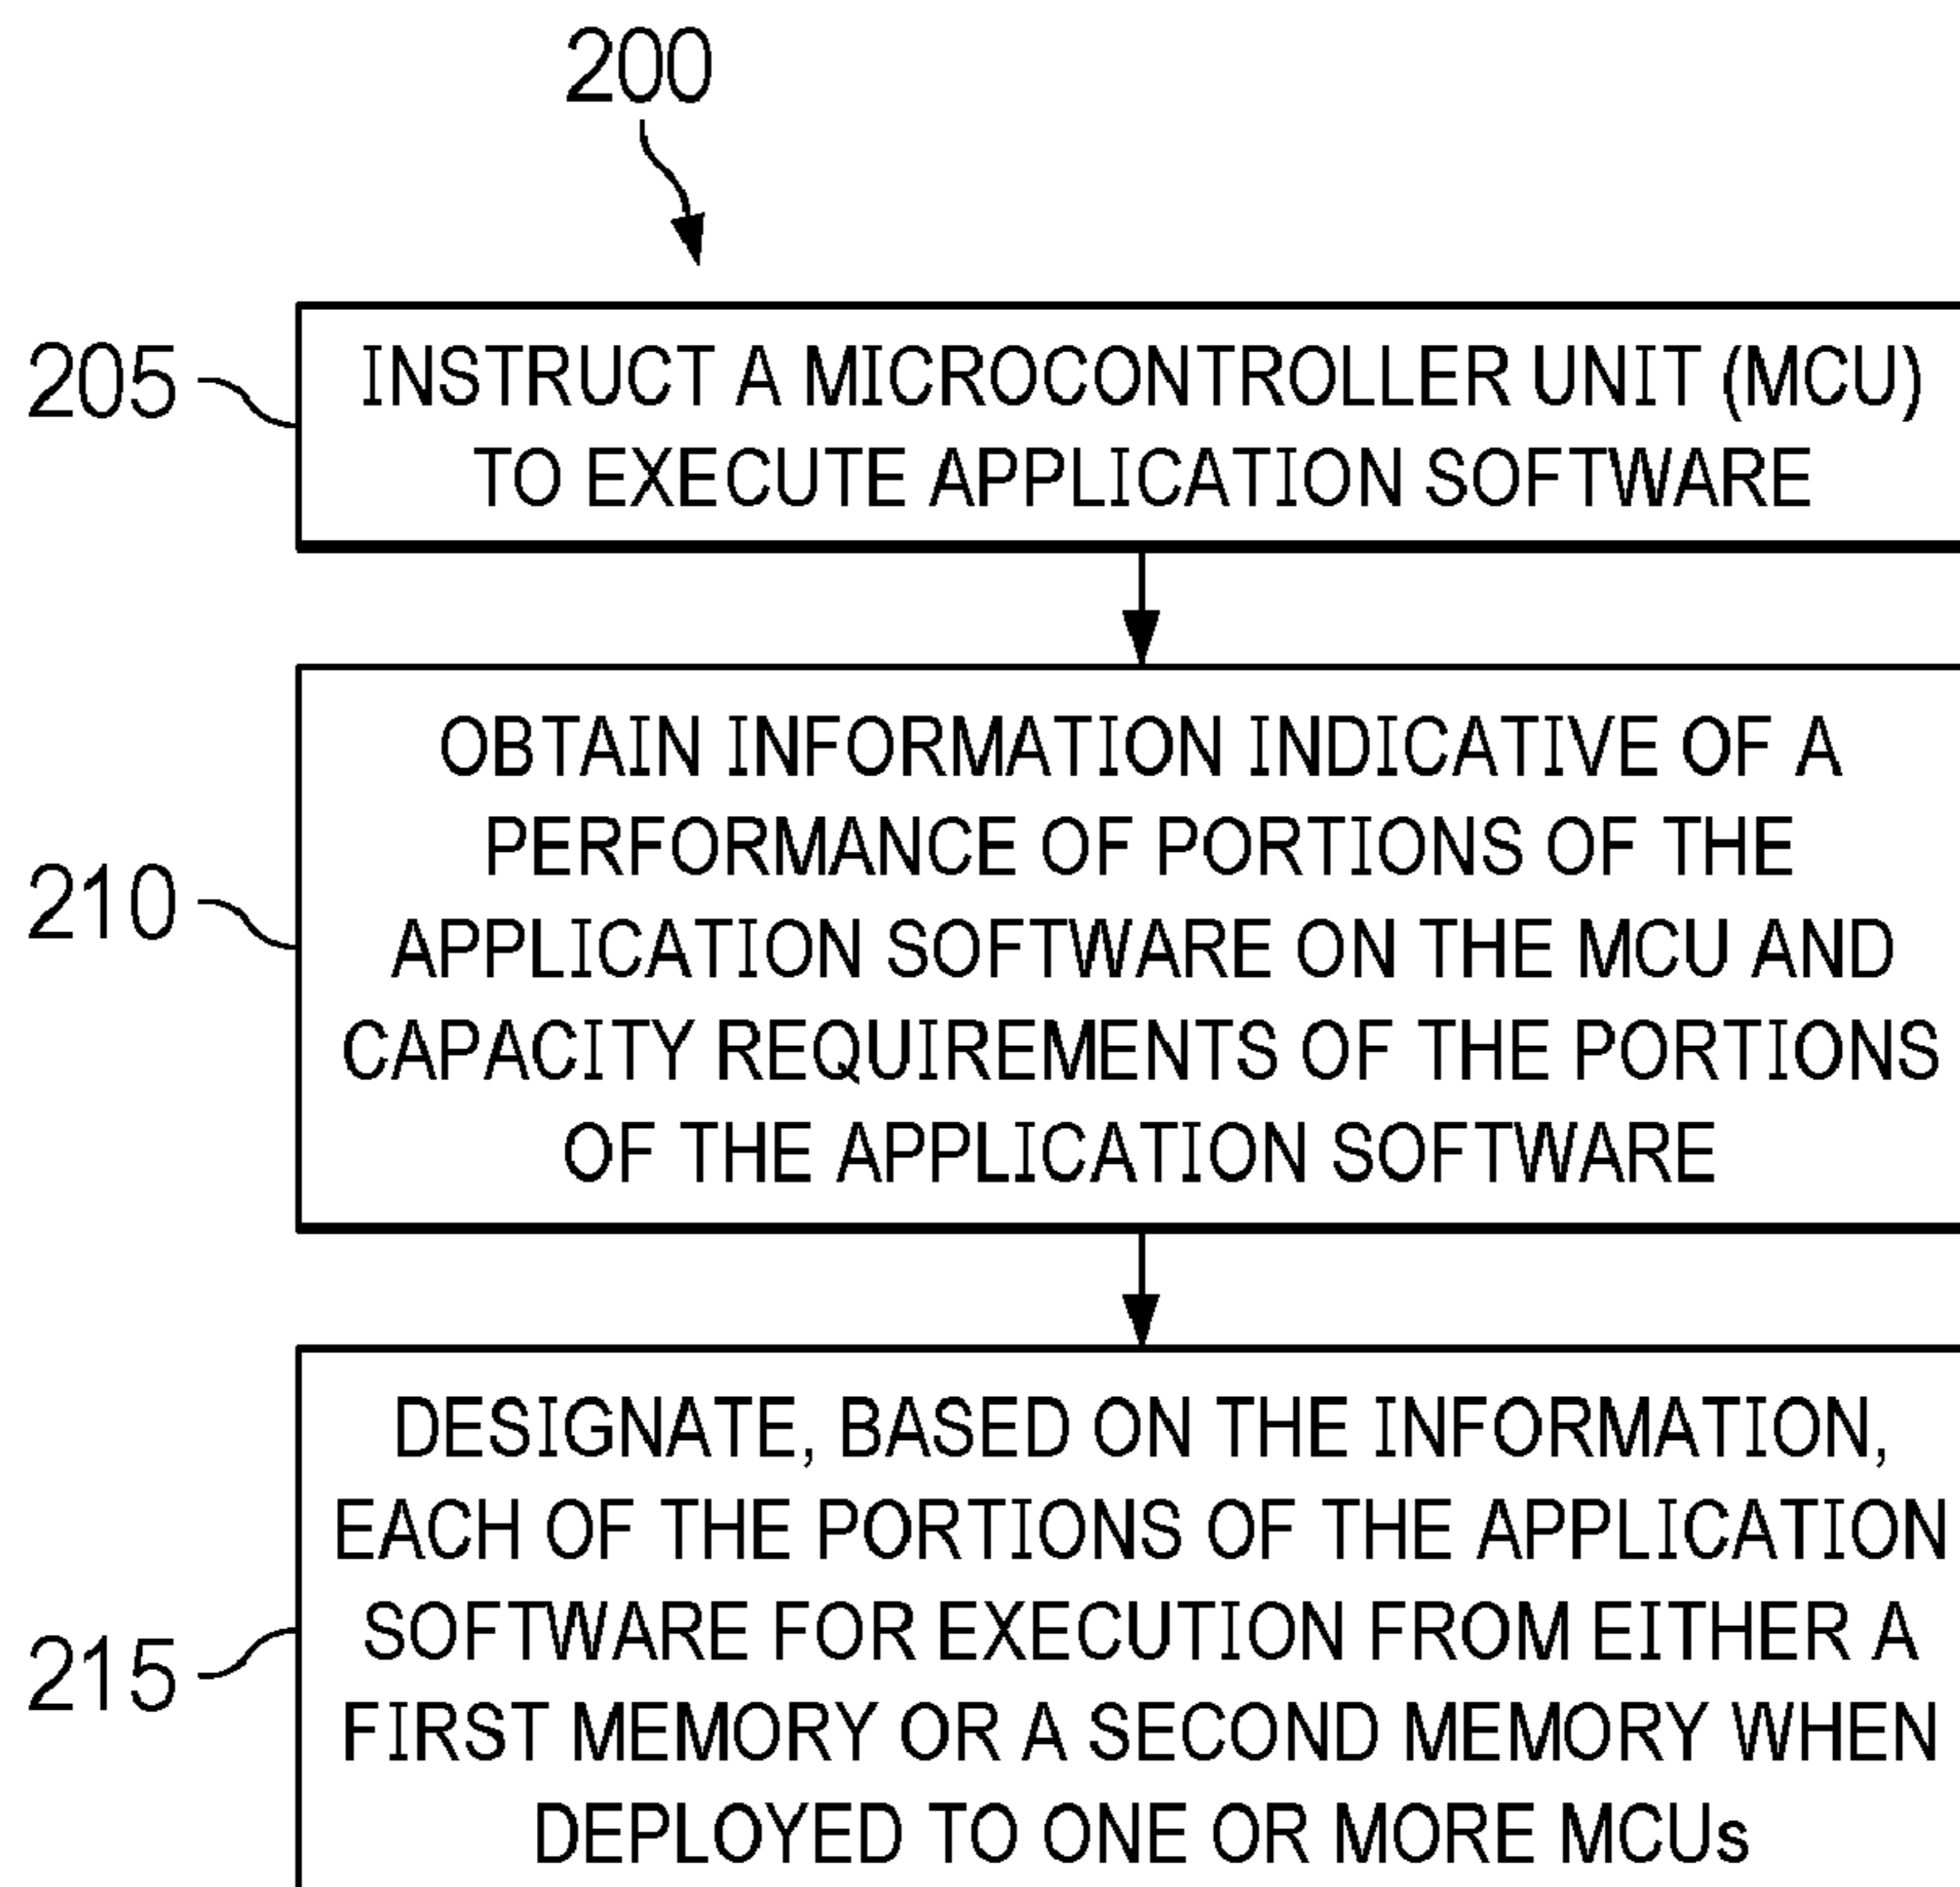 200
205
INSTRUCT A MICROCONTROLLER UNIT (MCU)
TO EXECUTE APPLICATION SOFTWARE
210
OBTAIN INFORMATION INDICATIVE OF A
PERFORMANCE OF PORTIONS OF THE
APPLICATION SOFTWARE ON THE MCU AND
CAPACITY REQUIREMENTS OF THE PORTIONS
OF THE APPLICATION SOFTWARE
215
DESIGNATE, BASED ON THE INFORMATION,
EACH OF THE PORTIONS OF THE APPLICATION
SOFTWARE FOR EXECUTION FROM EITHER A
FIRST MEMORY OR A SECOND MEMORY WHEN
DEPLOYED TO ONE OR MORE MCUs